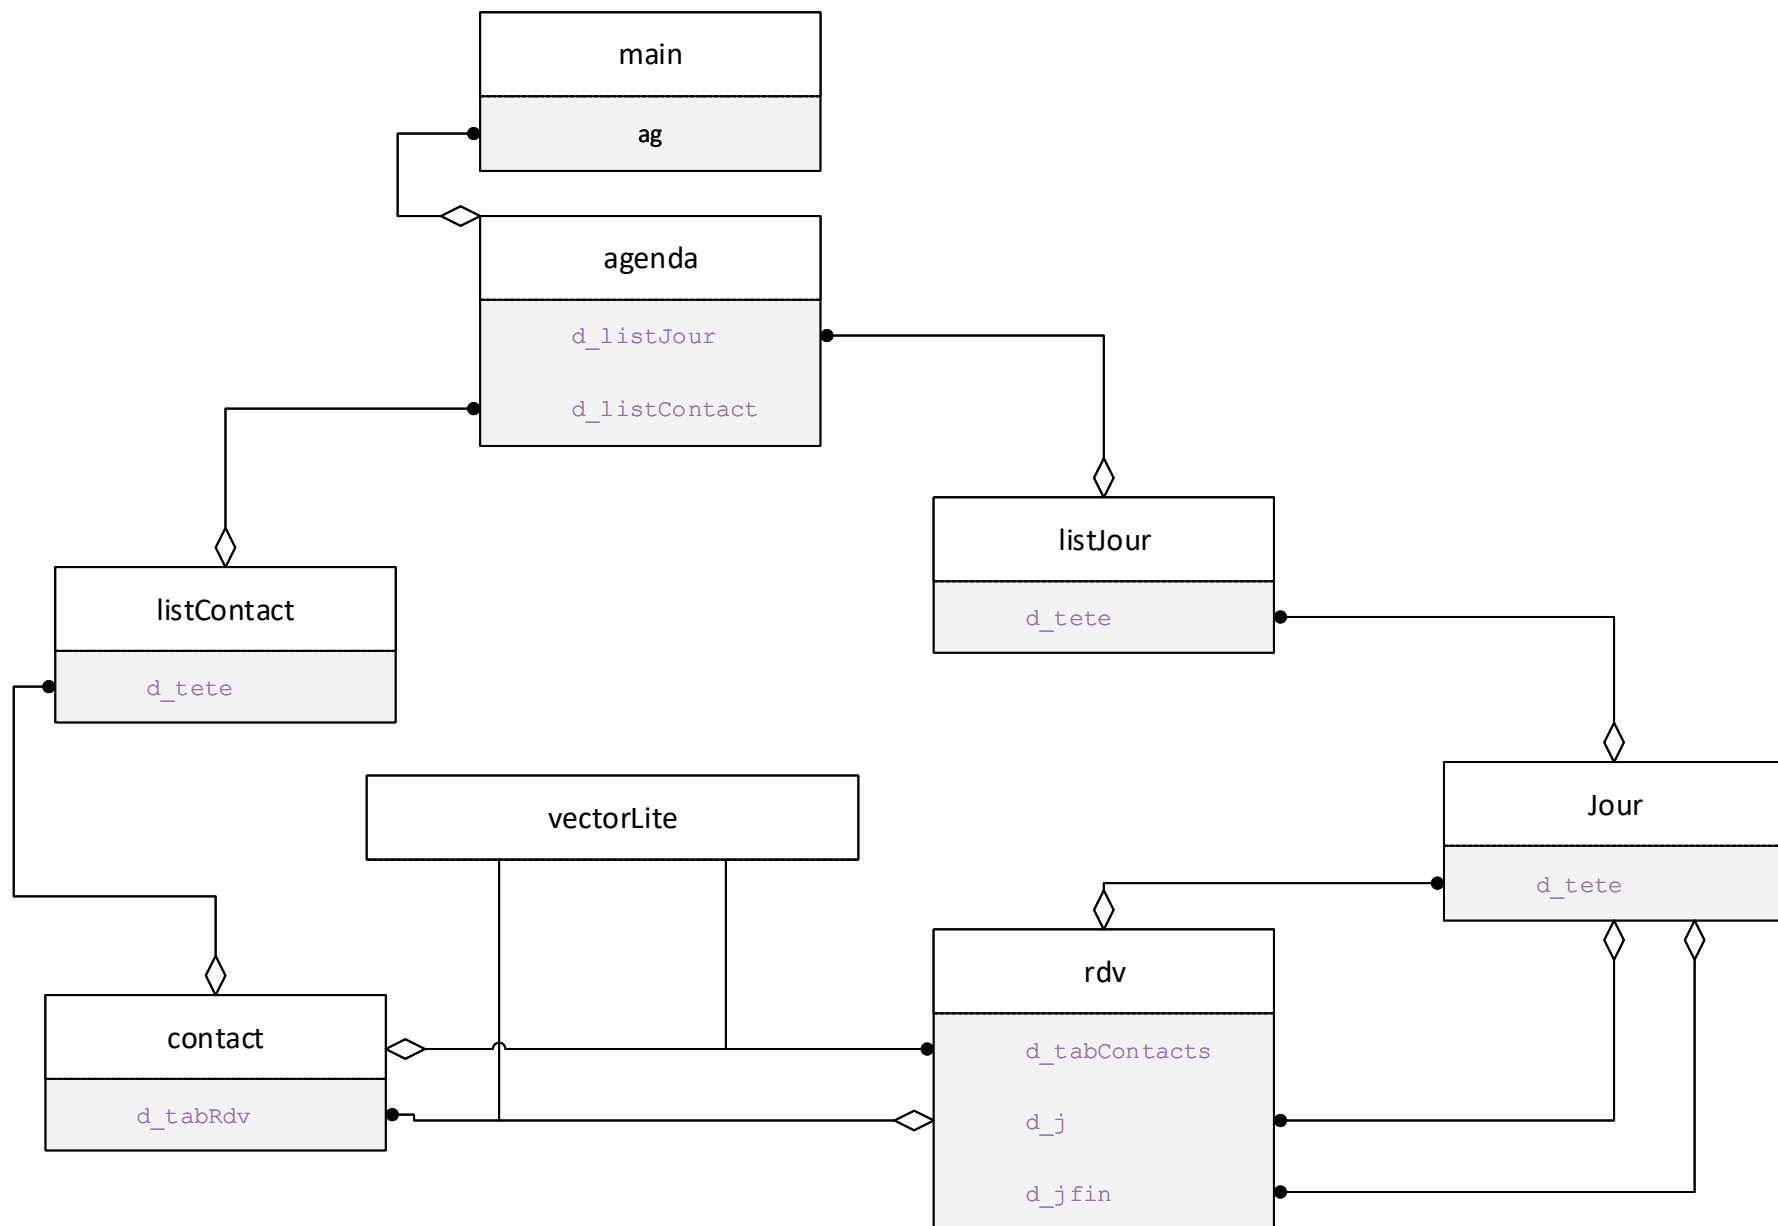 main
ag
agenda
d_listJour
d_listContact
listJour
d_tete
listContact
d_tete
vectorLite
Jour
d_tete
rdv
d_tabContacts
d_j
d_jfin
contact
d_tabRdv